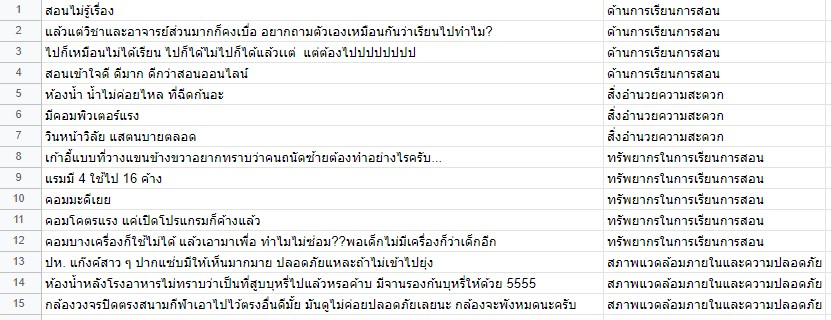 1 สอนไม่รู้เรื่อง ด้านการเรียนการสอน
2 แล้วแต่วิชาและอาจารย์ส่วนมากก็คงเบื่อ อยากถามตัวเองเหมือนกันว่าเรียนไปทำไม? ด้านการเรียนการสอน
3 ไปก็เหมือนไม่ได้เรียน ไปก็ได้ไม่ไปก็ได้แล้วแต่ แต่ต้องไปปปปปปปป ด้านการเรียนการสอน
4 สอนเข้าใจดี ดีมาก ดีกว่าสอนออนไลน์ ด้านการเรียนการสอน
5 ห้องน้ำ น้ำไม่ค่อยไหล ที่ฉีดก้นอะ สิ่งอำนวยความสะดวก
6 มีคอมพิวเตอร์แรง สิ่งอำนวยความสะดวก
7 วินหน้าวิลัย แสตนบายตลอด สิ่งอำนวยความสะดวก
8 เก้าอี้แบบที่วางแขนข้างขวาอยากทราบว่าคนถนัดซ้ายต้องทำอย่างไรครับ... ทรัพยากรในการเรียนการสอน
9 แรมมี 4 ใช้ไป 16 ค้าง ทรัพยากรในการเรียนการสอน
10 คอมมะดีเยย ทรัพยากรในการเรียนการสอน
11 คอมโคตรแรง แค่เปิดโปรแกรมก็ค้างแล้ว ทรัพยากรในการเรียนการสอน
12 คอมบางเครื่องก็ใช้ไม่ได้ แล้วเอามาเพื่อ ทำไมไม่ซ่อม??พอเด็กไม่มีเครื่องก็ว่าเด็กอีก ทรัพยากรในการเรียนการสอน
13 ปห. แก๊งค์สาว ๆ ปากแซ่บมีให้เห็นมากมาย ปลอดภัยแหละถ้าไม่เข้าไปยุ่ง สภาพแวดล้อมภายในและความปลอดภัย
14 ห้องน้ำหลังโรงอาหารไม่ทราบว่าเป็นที่สูบบุหรี่ไปแล้วหรอค้าบ มีจานรองก้นบุหรี่ให้ด้วย 5555 สภาพแวดล้อมภายในและความปลอดภัย
15 กล้องวงจรปิดตรงสนามกีฬาเอาไปไว้ตรงอื่นดีมั้ย มันดูไม่ค่อยปลอดภัยเลยนะ กล้องจะพังหมดนะครับ สภาพแวดล้อมภายในและความปลอดภัย